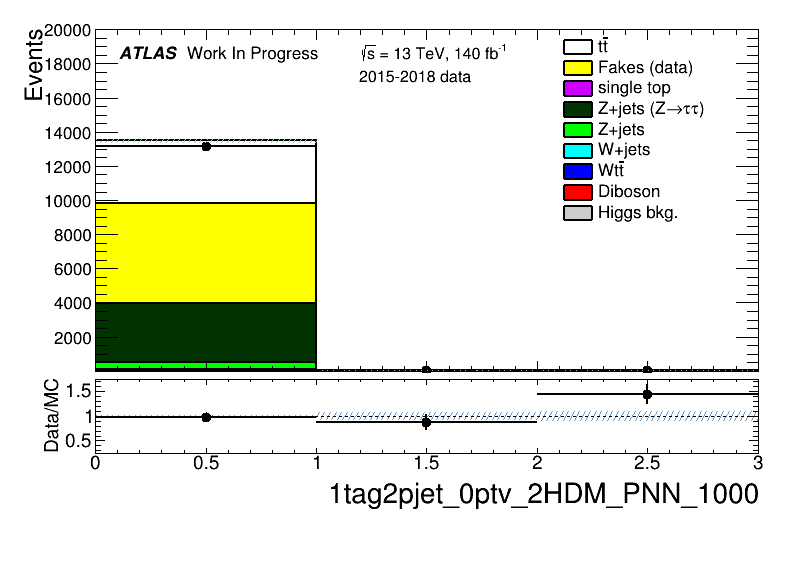 20000
18000
16000
14000
12000
10000
8000
6000
4000
2000
Events
ATLAS Work In Progress
√s = 13 TeV, 140 fb⁻¹
2015-2018 data
tt̄
Fakes (data)
single top
Z+jets (Z→ττ)
Z+jets
W+jets
Wtt̄
Diboson
Higgs bkg.
Data/MC
1.5
1
0.5
0 0.5 1 1.5 2 2.5 3
1tag2pjet_0ptv_2HDM_PNN_1000